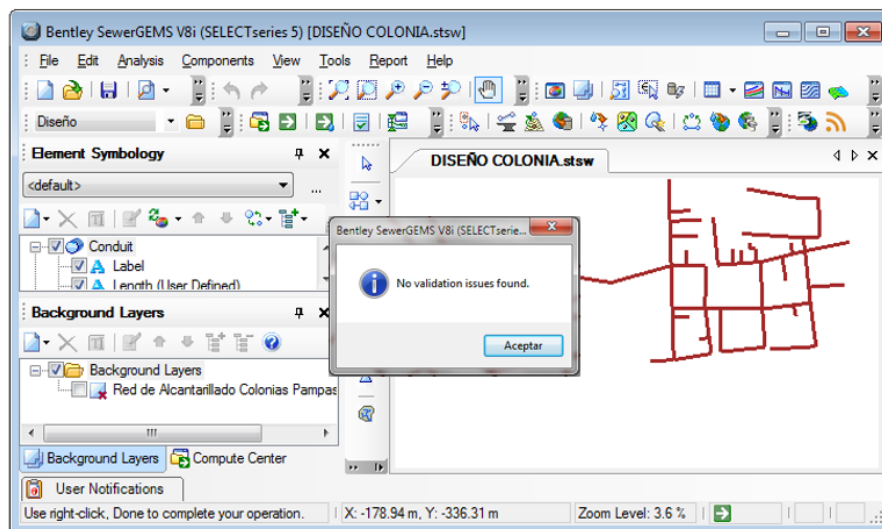 Bentley SewerGEMS V8i (SELECTseries 5) [DISEÑO COLONIA.stsw]
File Edit Analysis Components View Tools Report Help
Diseño
Element Symbology
<default>
...
Conduit
Label
Length (User Defined)
Background Layers
Background Layers
Red de Alcantarillado Colonias Pampas
Background Layers
Compute Center
DISEÑO COLONIA.stsw
Bentley SewerGEMS V8i (SELECTserie...
No validation issues found.
Aceptar
User Notifications
Use right-click, Done to complete your operation.
X: -178.94 m, Y: -336.31 m
Zoom Level: 3.6 %